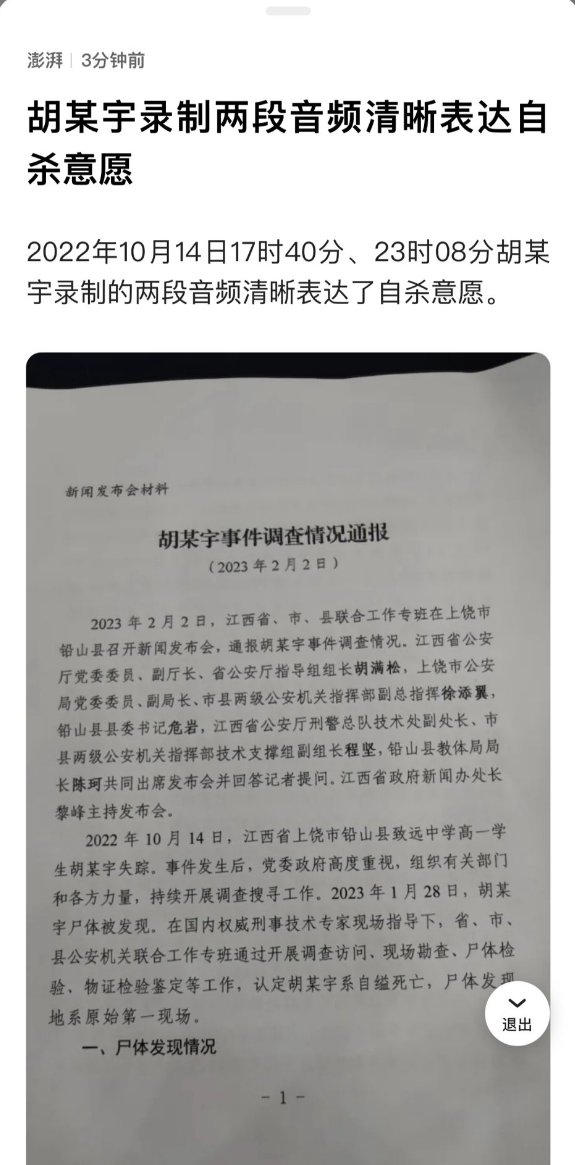 澎湃 | 3分钟前
胡某宇录制两段音频清晰表达自
杀意愿
2022年10月14日17时40分、23时08分胡某
宇录制的两段音频清晰表达了自杀意愿。
新闻发布会材料
胡某宇事件调查情况通报
（2023年2月2日）
2023年2月2日，江西省、市、县联合工作专班在上饶市
铅山县召开新闻发布会，通报胡某宇事件调查情况。江西省公安
厅党委委员、副厅长、省公安厅指导组组长胡满松，上饶市公安
局党委委员、副局长、市县两级公安机关指挥部副总指挥徐添翼，
铅山县县委书记危岩，江西省公安厅刑警总队技术处副处长、市
县两级公安机关指挥部技术支撑组副组长程坚，铅山县教体局局
长陈珂共同出席发布会并回答记者提问。江西省政府新闻办处长
黎峰主持发布会。
2022年10月14日，江西省上饶市铅山县致远中学高一学
生胡某宇失踪。事件发生后，党委政府高度重视，组织有关部门
和各方力量，持续开展调查搜寻工作。2023年1月28日，胡某
宇尸体被发现。在国内权威刑事技术专家现场指导下，省、市、
县公安机关联合工作专班通过开展调查访问、现场勘查、尸体检
验、物证检验鉴定等工作，认定胡某宇系自缢死亡，尸体发现
地系原始第一现场。
一、尸体发现情况
- 1 -
退出